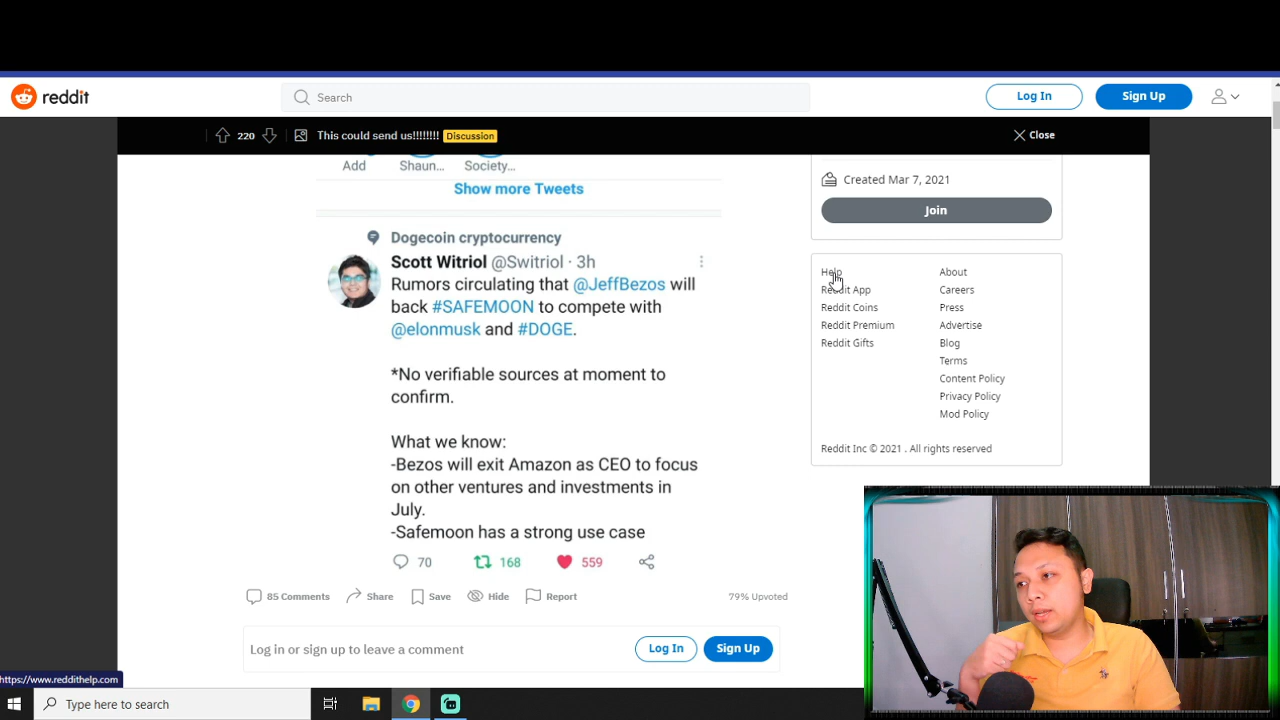 reddit
Search
Log In
Sign Up
220
This could send us!!!!!!!!
Discussion
Close
Add
Shaun...
Society...
Show more Tweets
Dogecoin cryptocurrency
Scott Witriol @Switriol · 3h
Rumors circulating that @JeffBezos will
back #SAFEMOON to compete with
@elonmusk and #DOGE.
*No verifiable sources at moment to
confirm.
What we know:
-Bezos will exit Amazon as CEO to focus
on other ventures and investments in
July.
-Safemoon has a strong use case
70
168
559
85 Comments
Share
Save
Hide
Report
79% Upvoted
Log in or sign up to leave a comment
Log In
Sign Up
Created Mar 7, 2021
Join
Help
Reddit App
Reddit Coins
Reddit Premium
Reddit Gifts
About
Careers
Press
Advertise
Blog
Terms
Content Policy
Privacy Policy
Mod Policy
Reddit Inc © 2021 . All rights reserved
https://www.reddithelp.com
Type here to search